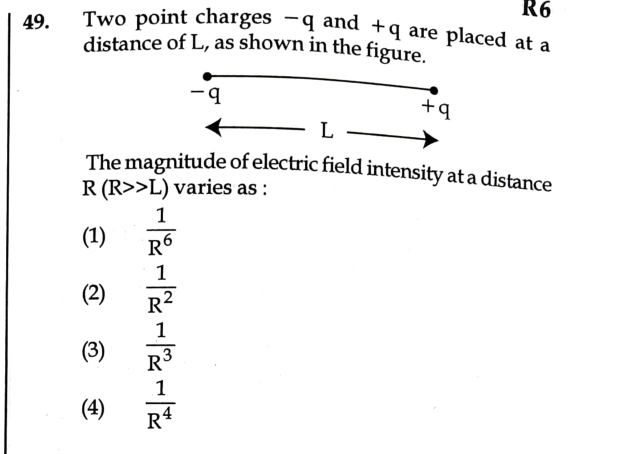 R6
49. Two point charges −q and +q are placed at a
distance of L, as shown in the figure.
−q
+q
L
The magnitude of electric field intensity at a distance
R (R>>L) varies as :
(1) 1/R⁶
(2) 1/R²
(3) 1/R³
(4) 1/R⁴